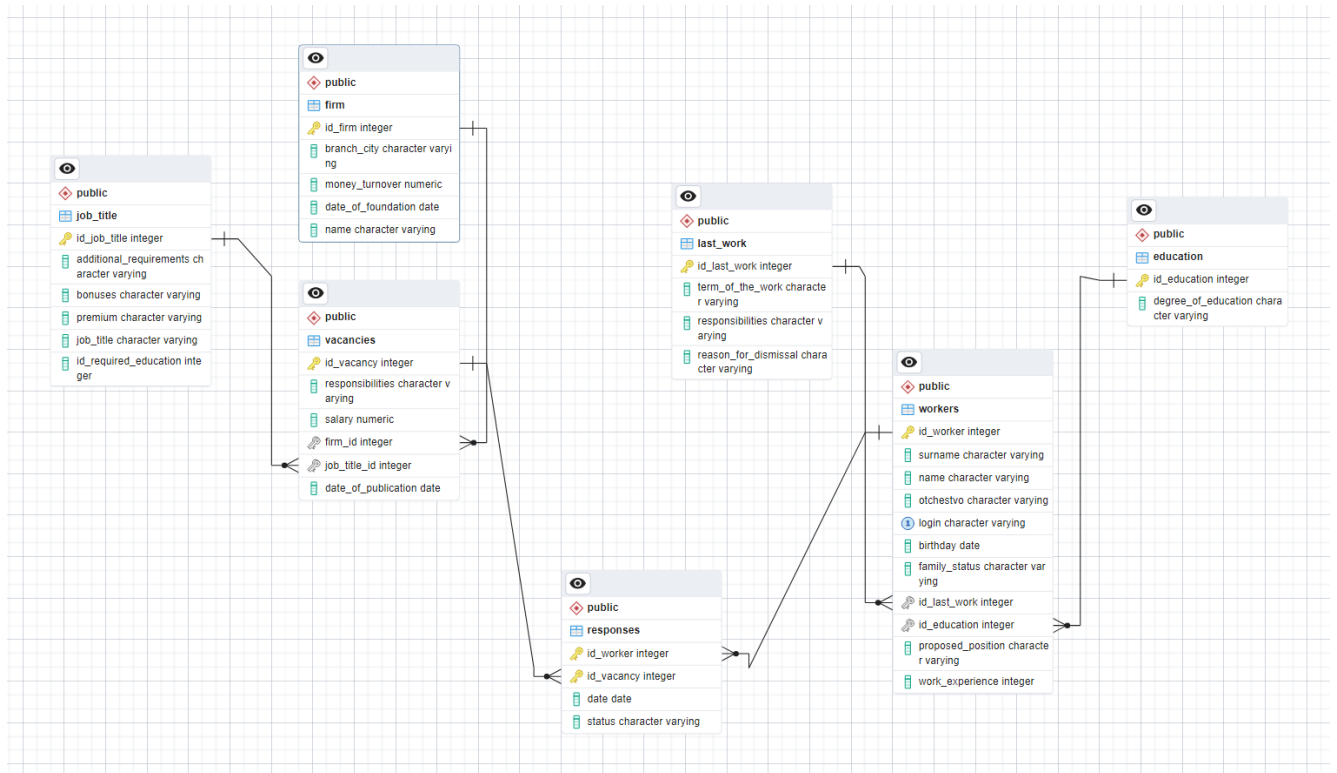 public
firm
id_firm integer
branch_city character varyi
ng
money_turnover numeric
date_of_foundation date
name character varying
public
job_title
id_job_title integer
additional_requirements ch
aracter varying
bonuses character varying
premium character varying
job_title character varying
id_required_education inte
ger
public
vacancies
id_vacancy integer
responsibilities character v
arying
salary numeric
firm_id integer
job_title_id integer
date_of_publication date
public
last_work
id_last_work integer
term_of_the_work characte
r varying
responsibilities character v
arying
reason_for_dismissal chara
cter varying
public
education
id_education integer
degree_of_education chara
cter varying
public
workers
id_worker integer
surname character varying
name character varying
otchestvo character varying
1 login character varying
birthday date
family_status character var
ying
id_last_work integer
id_education integer
proposed_position characte
r varying
work_experience integer
public
responses
id_worker integer
id_vacancy integer
date date
status character varying